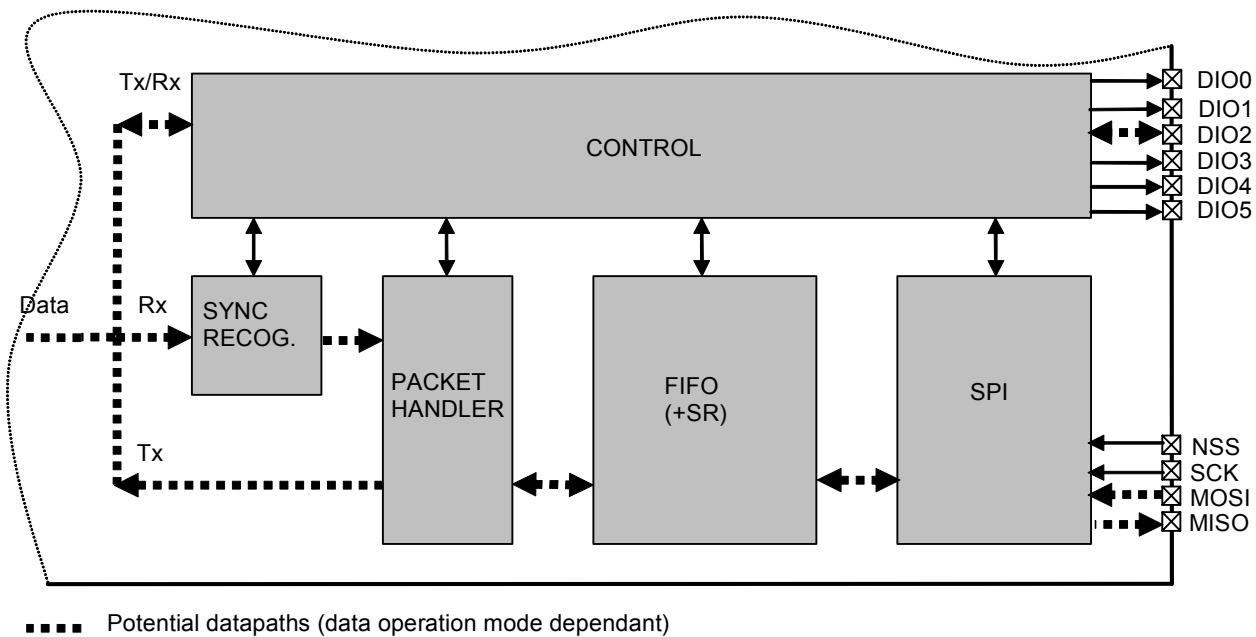 Tx/Rx
CONTROL
DIO0
DIO1
DIO2
DIO3
DIO4
DIO5
Data
Rx
SYNC
RECOG.
PACKET
HANDLER
FIFO
(+SR)
SPI
Tx
NSS
SCK
MOSI
MISO
Potential datapaths (data operation mode dependant)